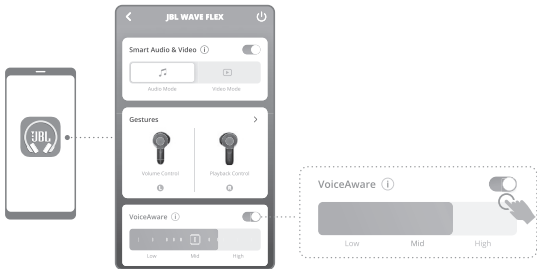 JBL
JBL WAVE FLEX
Smart Audio & Video i
Audio Mode Video Mode
Gestures
Volume Control Playback Control
L R
VoiceAware i
Low Mid High
VoiceAware i
Low Mid High